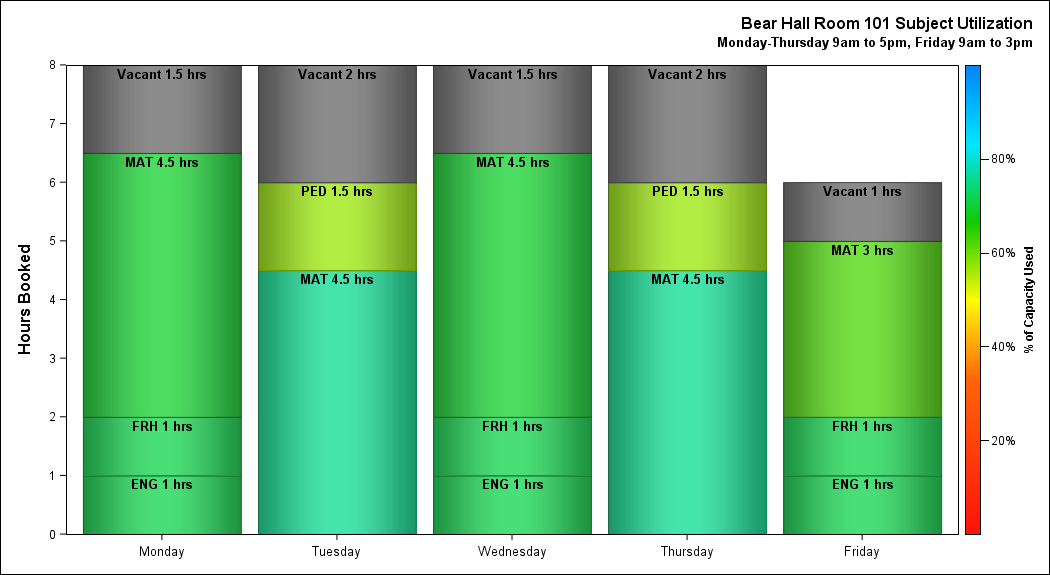 Bear Hall Room 101 Subject Utilization
Monday-Thursday 9am to 5pm, Friday 9am to 3pm
Hours Booked
8
7
6
5
4
3
2
1
0
Vacant 1.5 hrs
MAT 4.5 hrs
FRH 1 hrs
ENG 1 hrs
Monday
Vacant 2 hrs
PED 1.5 hrs
MAT 4.5 hrs
Tuesday
Vacant 1.5 hrs
MAT 4.5 hrs
FRH 1 hrs
ENG 1 hrs
Wednesday
Vacant 2 hrs
PED 1.5 hrs
MAT 4.5 hrs
Thursday
Vacant 1 hrs
MAT 3 hrs
FRH 1 hrs
ENG 1 hrs
Friday
80%
60%
40%
20%
% of Capacity Used